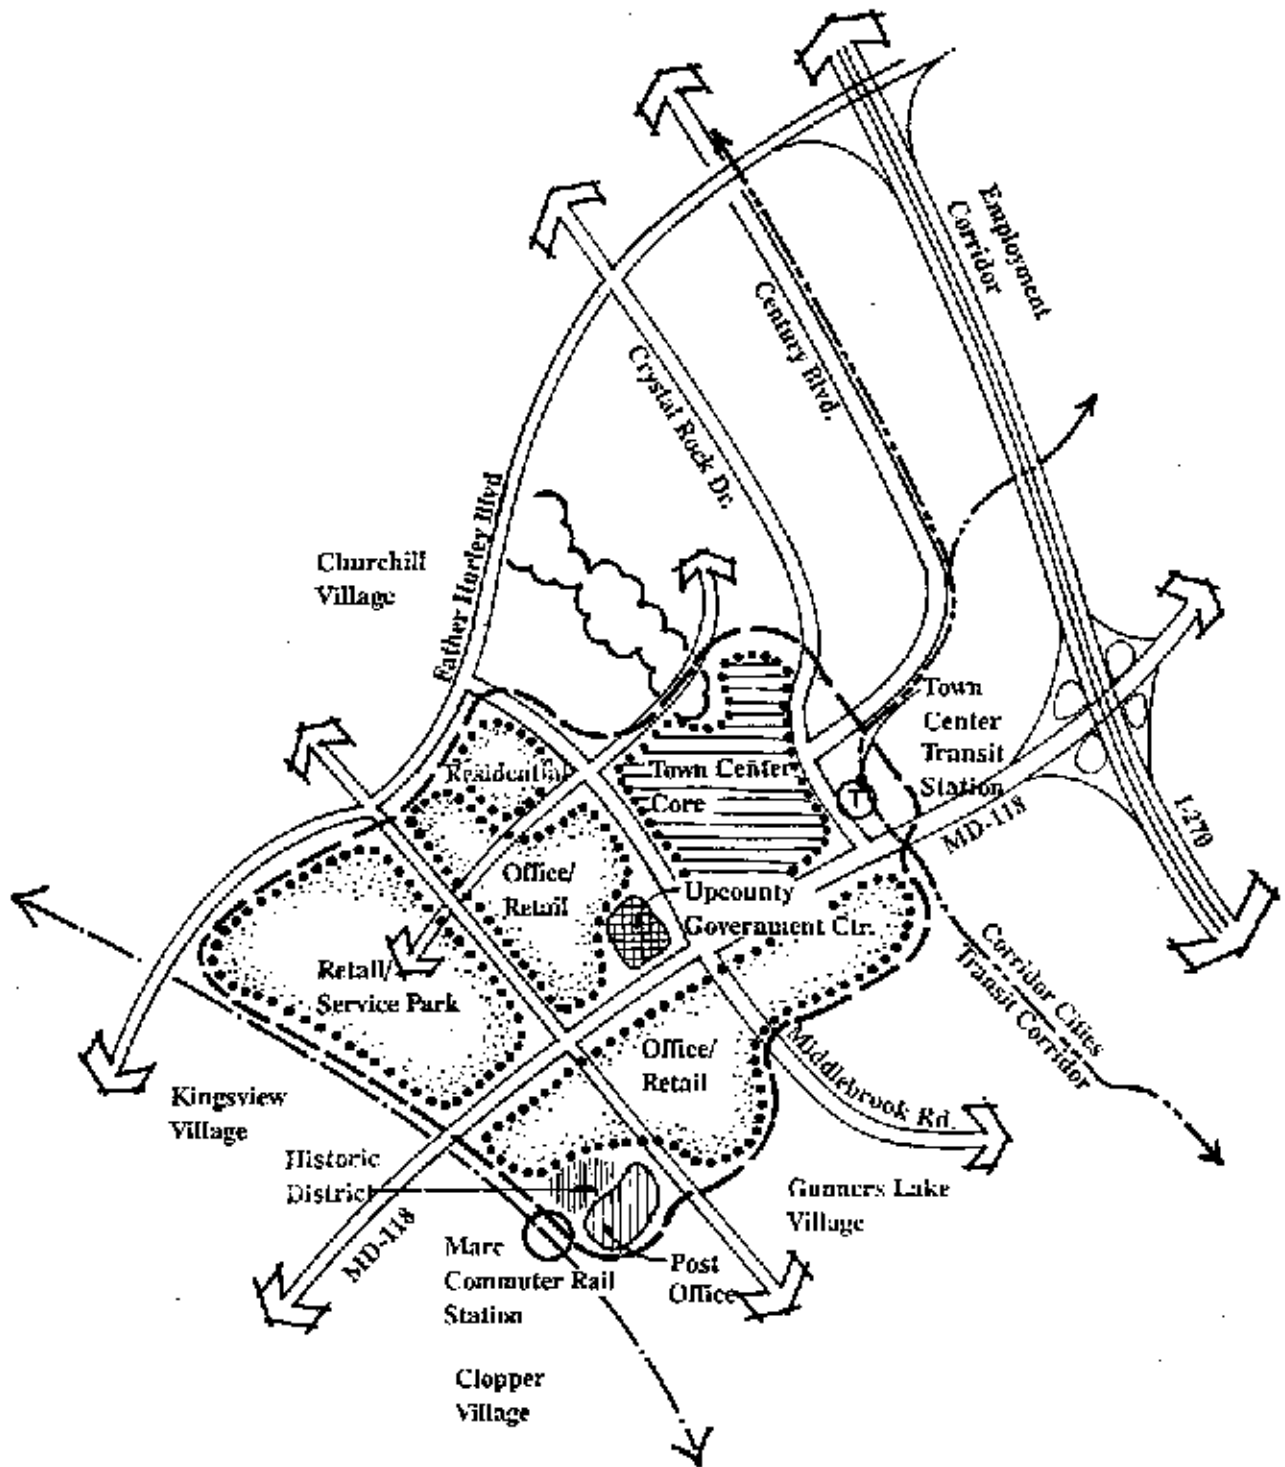 Employment
Corridor
Century Blvd.
Crystal Rock Dr.
Father Hurley Blvd
Churchill
Village
Town
Center
Transit
Station
Residential
Town Center
Core
T
MD-118
I-270
Office/
Retail
Upcounty
Government Ctr.
Corridor Cities
Transit Corridor
Retail/
Service Park
Office/
Retail
Middlebrook Rd.
Kingsview
Village
Historic
District
Gunners Lake
Village
MD-118
Marc
Commuter Rail
Station
Post
Office
Clopper
Village